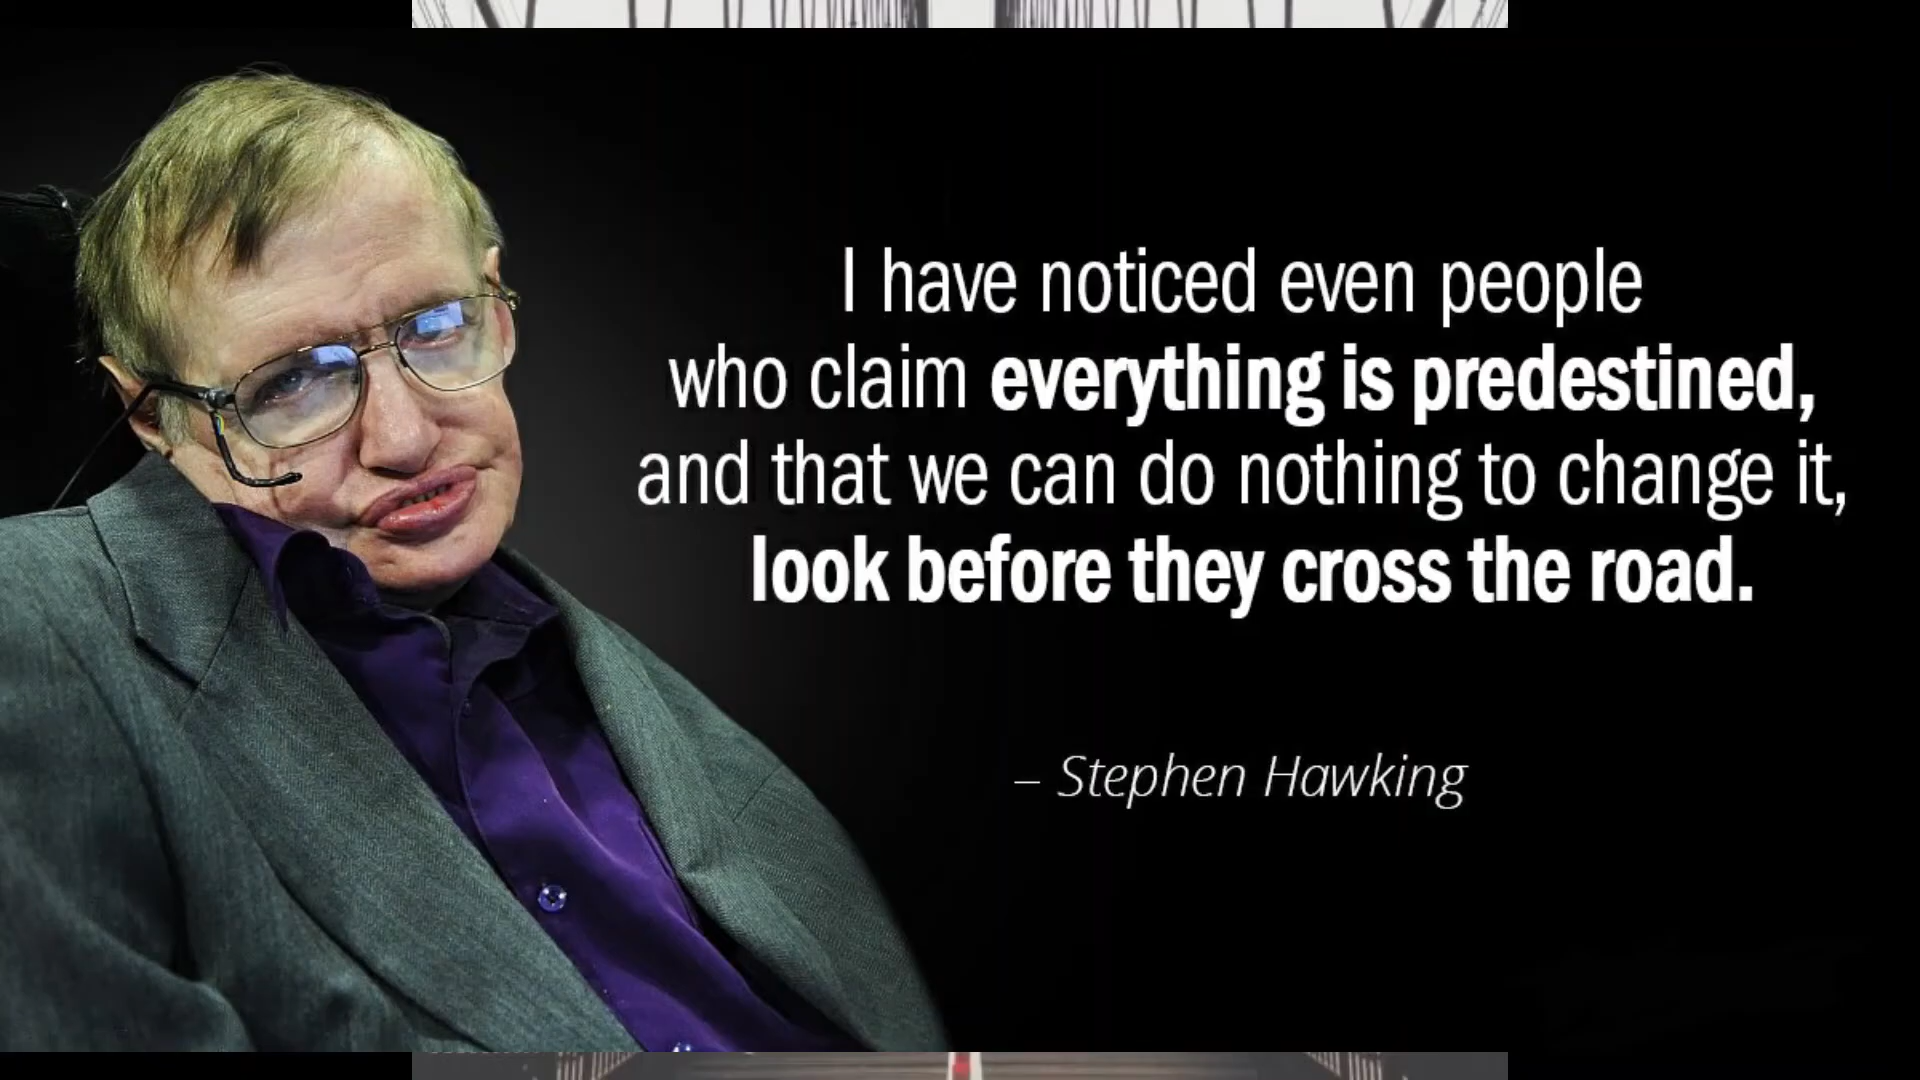 I have noticed even people
who claim everything is predestined,
and that we can do nothing to change it,
look before they cross the road.
– Stephen Hawking